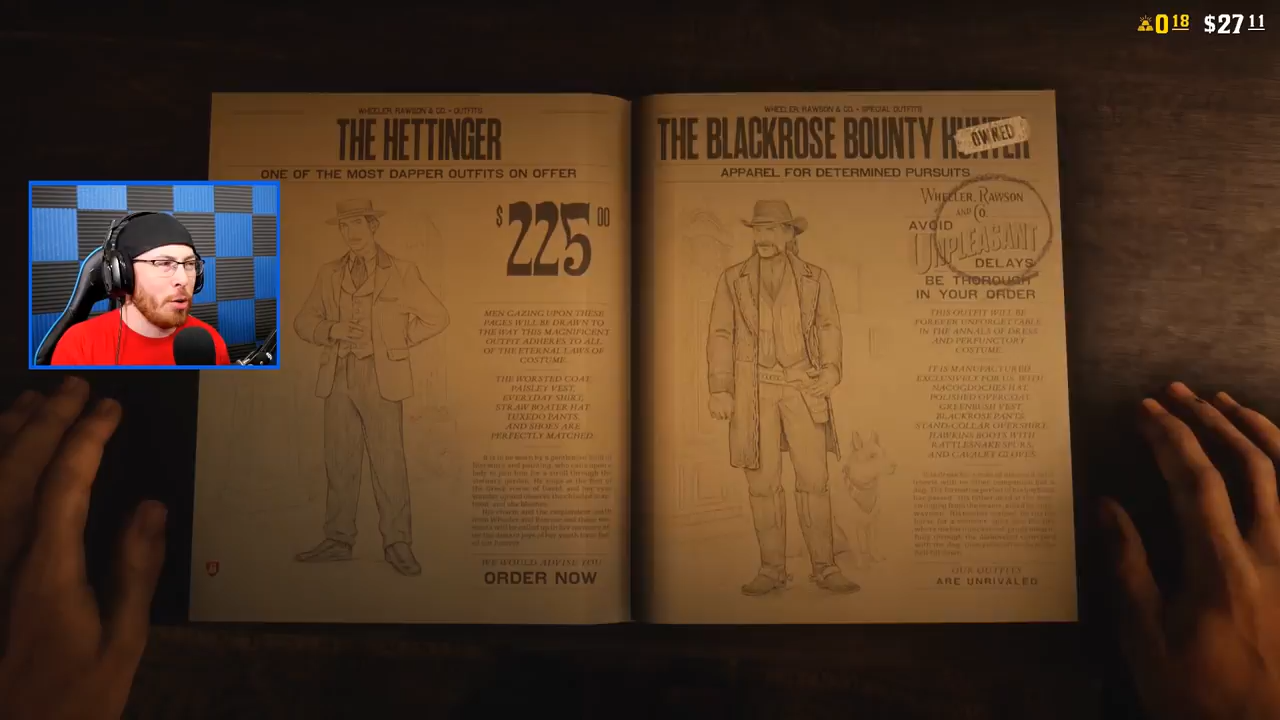 0 18 $27 11
WHEELER RAWSON & CO. • OUTFITS
THE HETTINGER
ONE OF THE MOST DAPPER OUTFITS ON OFFER
$225 00
MEN GAZING UPON THESE
PAGES WILL BE DRAWN TO
THE WAY THIS MAGNIFICENT
OUTFIT ADHERES TO ALL
OF THE ETERNAL LAWS OF
COSTUME.
THE WORSTED COAT,
PAISLEY VEST,
EVERYDAY SHIRT,
STRAW BOATER HAT
TUXEDO PANTS,
AND SHOES ARE
PERFECTLY MATCHED.
WE WOULD ADVISE YOU
ORDER NOW
WHEELER RAWSON & CO. • SPECIAL OUTFITS
THE BLACKROSE BOUNTY HUNTER
OWNED
APPAREL FOR DETERMINED PURSUITS
WHEELER, RAWSON
AND CO.
AVOID
UNPLEASANT
DELAYS
BE THOROUGH
IN YOUR ORDER
THIS OUTFIT WILL BE
FOREVER UNFORGETTABLE
IN THE ANNALS OF DRESS
AND PERFUNCTORY
COSTUME.
IT IS MANUFACTURED
EXCLUSIVELY FOR US WITH
NACOGDOCHES HAT,
POLISHED OVERCOAT,
GREENBUSH VEST,
BLACKROSE PANTS,
STAND-COLLAR OVERSHIRT,
HAWKINS BOOTS WITH
RATTLESNAKE SPURS,
AND CAVALRY GLOVES.
OUR OUTFITS
ARE UNRIVALED